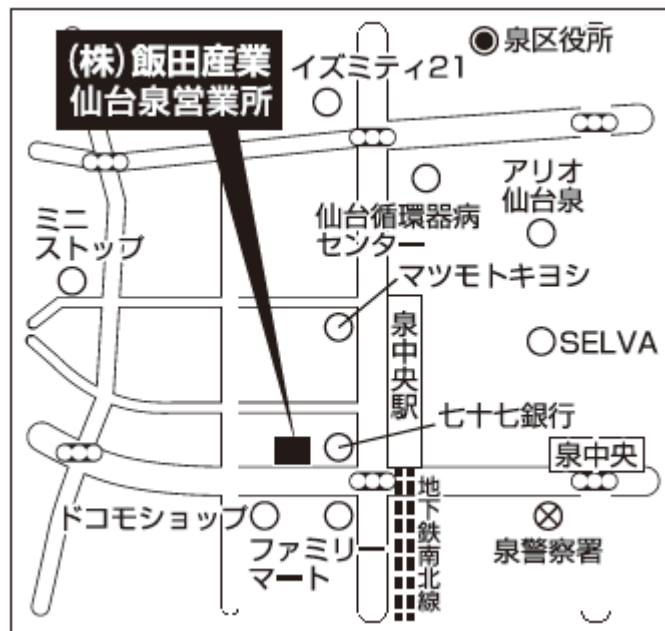 (株)飯田産業
仙台泉営業所
イズミティ21
泉区役所
アリオ
仙台泉
仙台循環器病
センター
ミニ
ストップ
マツモトキヨシ
泉中央駅
SELVA
七十七銀行
泉中央
ドコモショップ
ファミリー
マート
地下鉄南北線
泉警察署